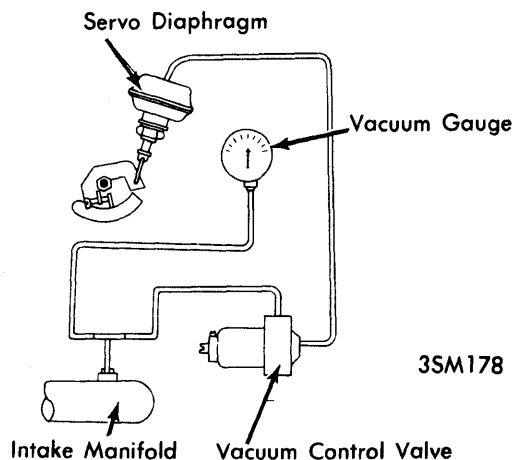 Servo Diaphragm
Vacuum Gauge
3SM178
Intake Manifold
Vacuum Control Valve